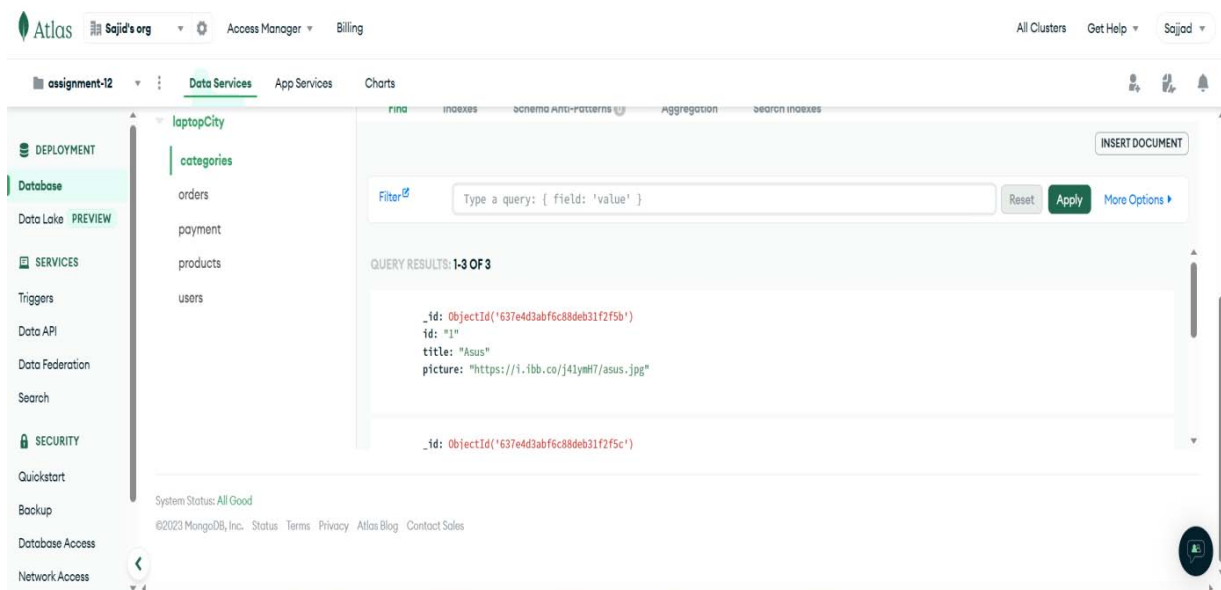 Atlas Sajid's org Access Manager Billing All Clusters Get Help Sajjad
assignment-12 Data Services App Services Charts
Find Indexes Schema Anti-Patterns 0 Aggregation Search Indexes
laptopCity
categories
orders
payment
products
users
DEPLOYMENT
Database
Data Lake PREVIEW
SERVICES
Triggers
Data API
Data Federation
Search
SECURITY
Quickstart
Backup
Database Access
Network Access
INSERT DOCUMENT
Filter Type a query: { field: 'value' } Reset Apply More Options
QUERY RESULTS: 1-3 OF 3
_id: ObjectId('637e4d3abf6c88deb31f2f5b')
id: "1"
title: "Asus"
picture: "https://i.ibb.co/j41ymH7/asus.jpg"
_id: ObjectId('637e4d3abf6c88deb31f2f5c')
System Status: All Good
©2023 MongoDB, Inc. Status Terms Privacy Atlas Blog Contact Sales